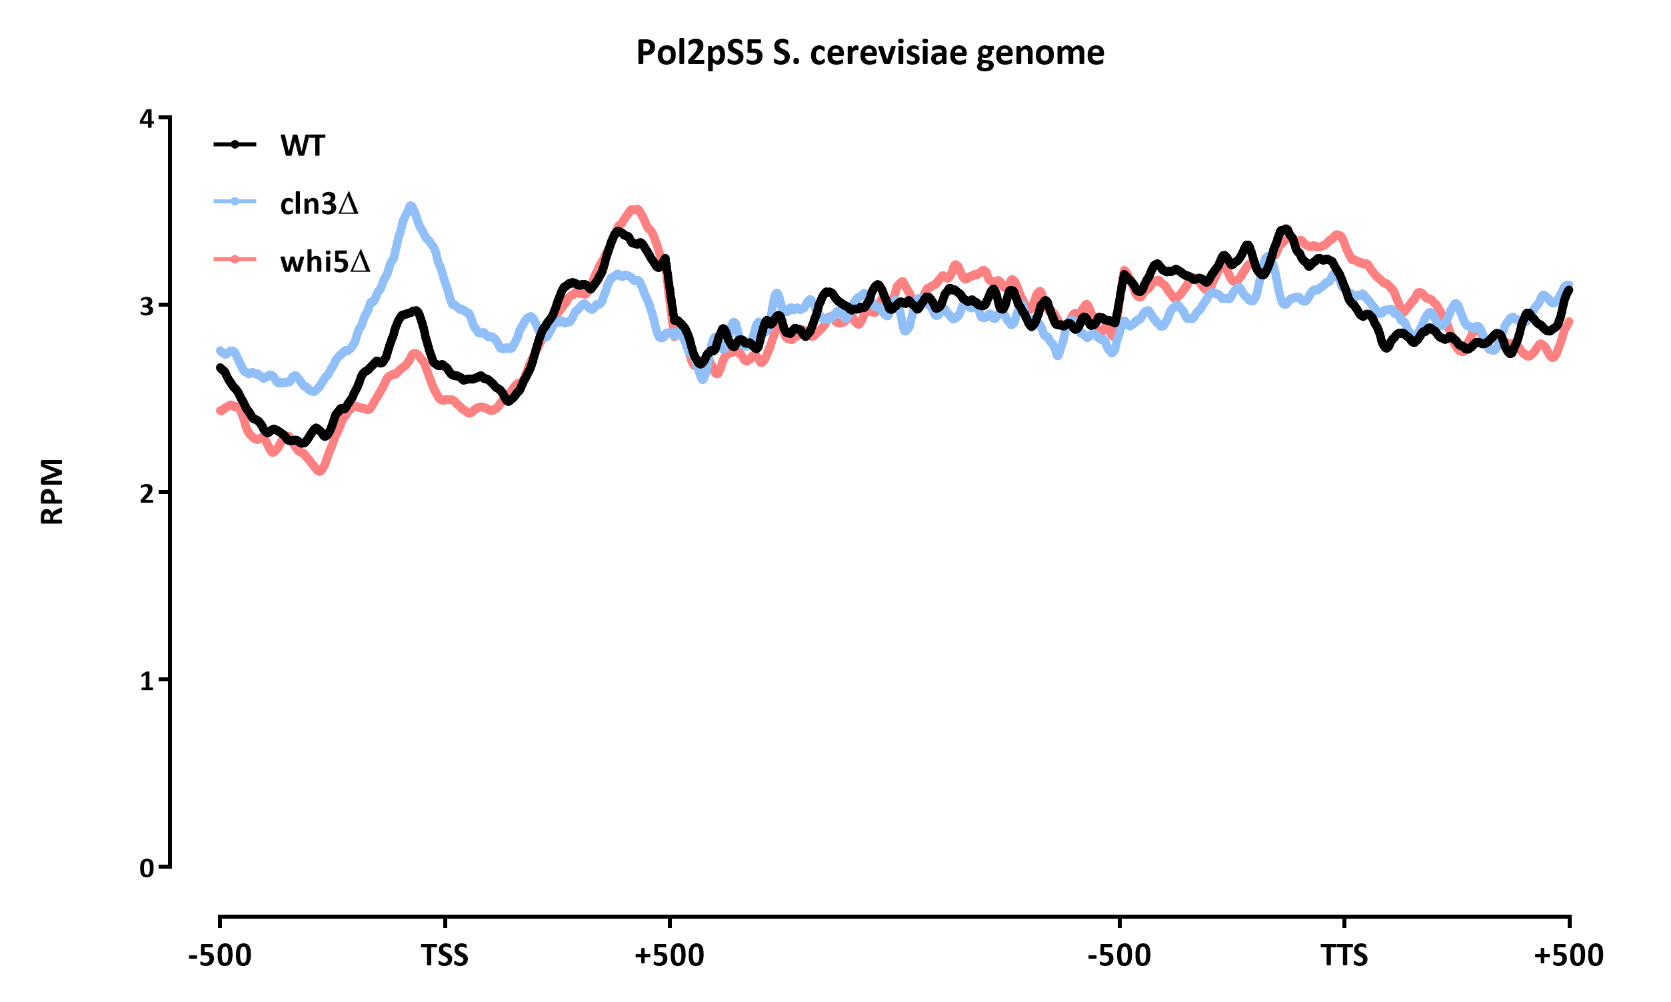 Pol2pS5 S. cerevisiae genome
4
WT
cln3Δ
whi5Δ
3
2
RPM
1
0
-500 TSS +500 -500 TTS +500